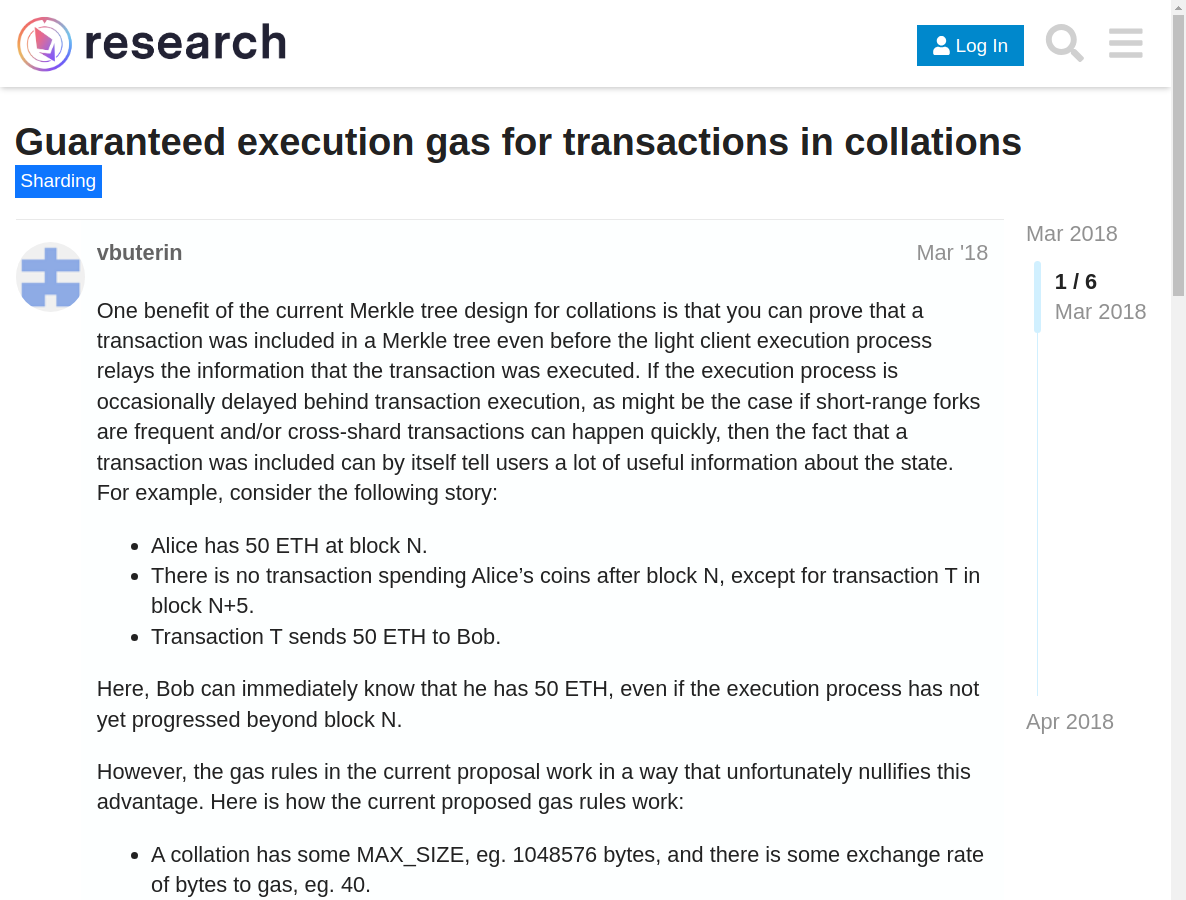 research
Log In
Guaranteed execution gas for transactions in collations
Sharding
vbuterin
Mar '18
One benefit of the current Merkle tree design for collations is that you can prove that a
transaction was included in a Merkle tree even before the light client execution process
relays the information that the transaction was executed. If the execution process is
occasionally delayed behind transaction execution, as might be the case if short-range forks
are frequent and/or cross-shard transactions can happen quickly, then the fact that a
transaction was included can by itself tell users a lot of useful information about the state.
For example, consider the following story:
• Alice has 50 ETH at block N.
• There is no transaction spending Alice’s coins after block N, except for transaction T in
block N+5.
• Transaction T sends 50 ETH to Bob.
Here, Bob can immediately know that he has 50 ETH, even if the execution process has not
yet progressed beyond block N.
However, the gas rules in the current proposal work in a way that unfortunately nullifies this
advantage. Here is how the current proposed gas rules work:
• A collation has some MAX_SIZE, eg. 1048576 bytes, and there is some exchange rate
of bytes to gas, eg. 40.
Mar 2018
1 / 6
Mar 2018
Apr 2018